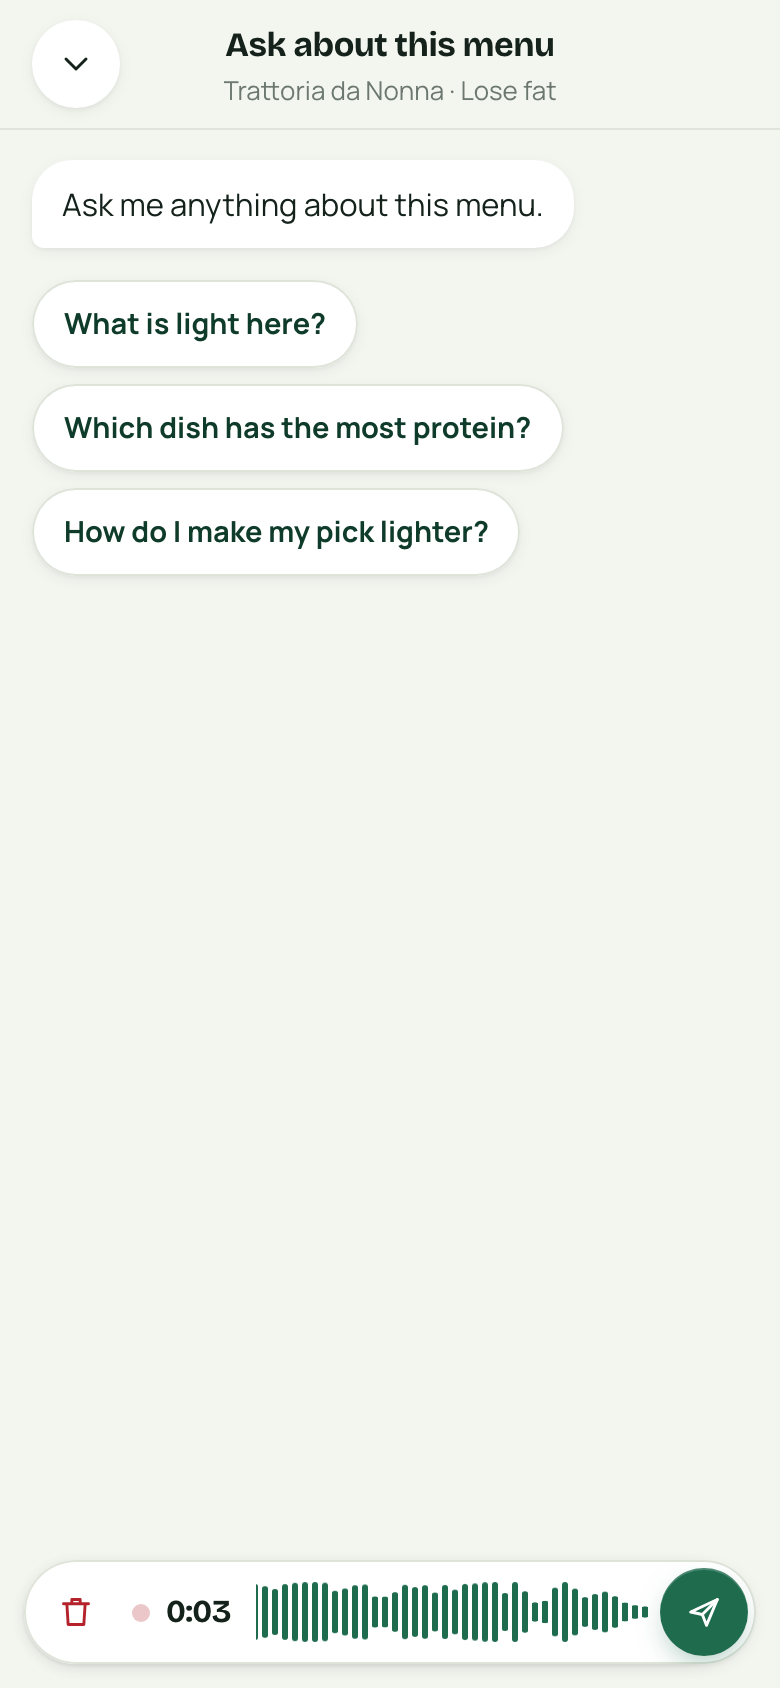 Ask about this menu
Trattoria da Nonna · Lose fat
Ask me anything about this menu.
What is light here?
Which dish has the most protein?
How do I make my pick lighter?
0:03